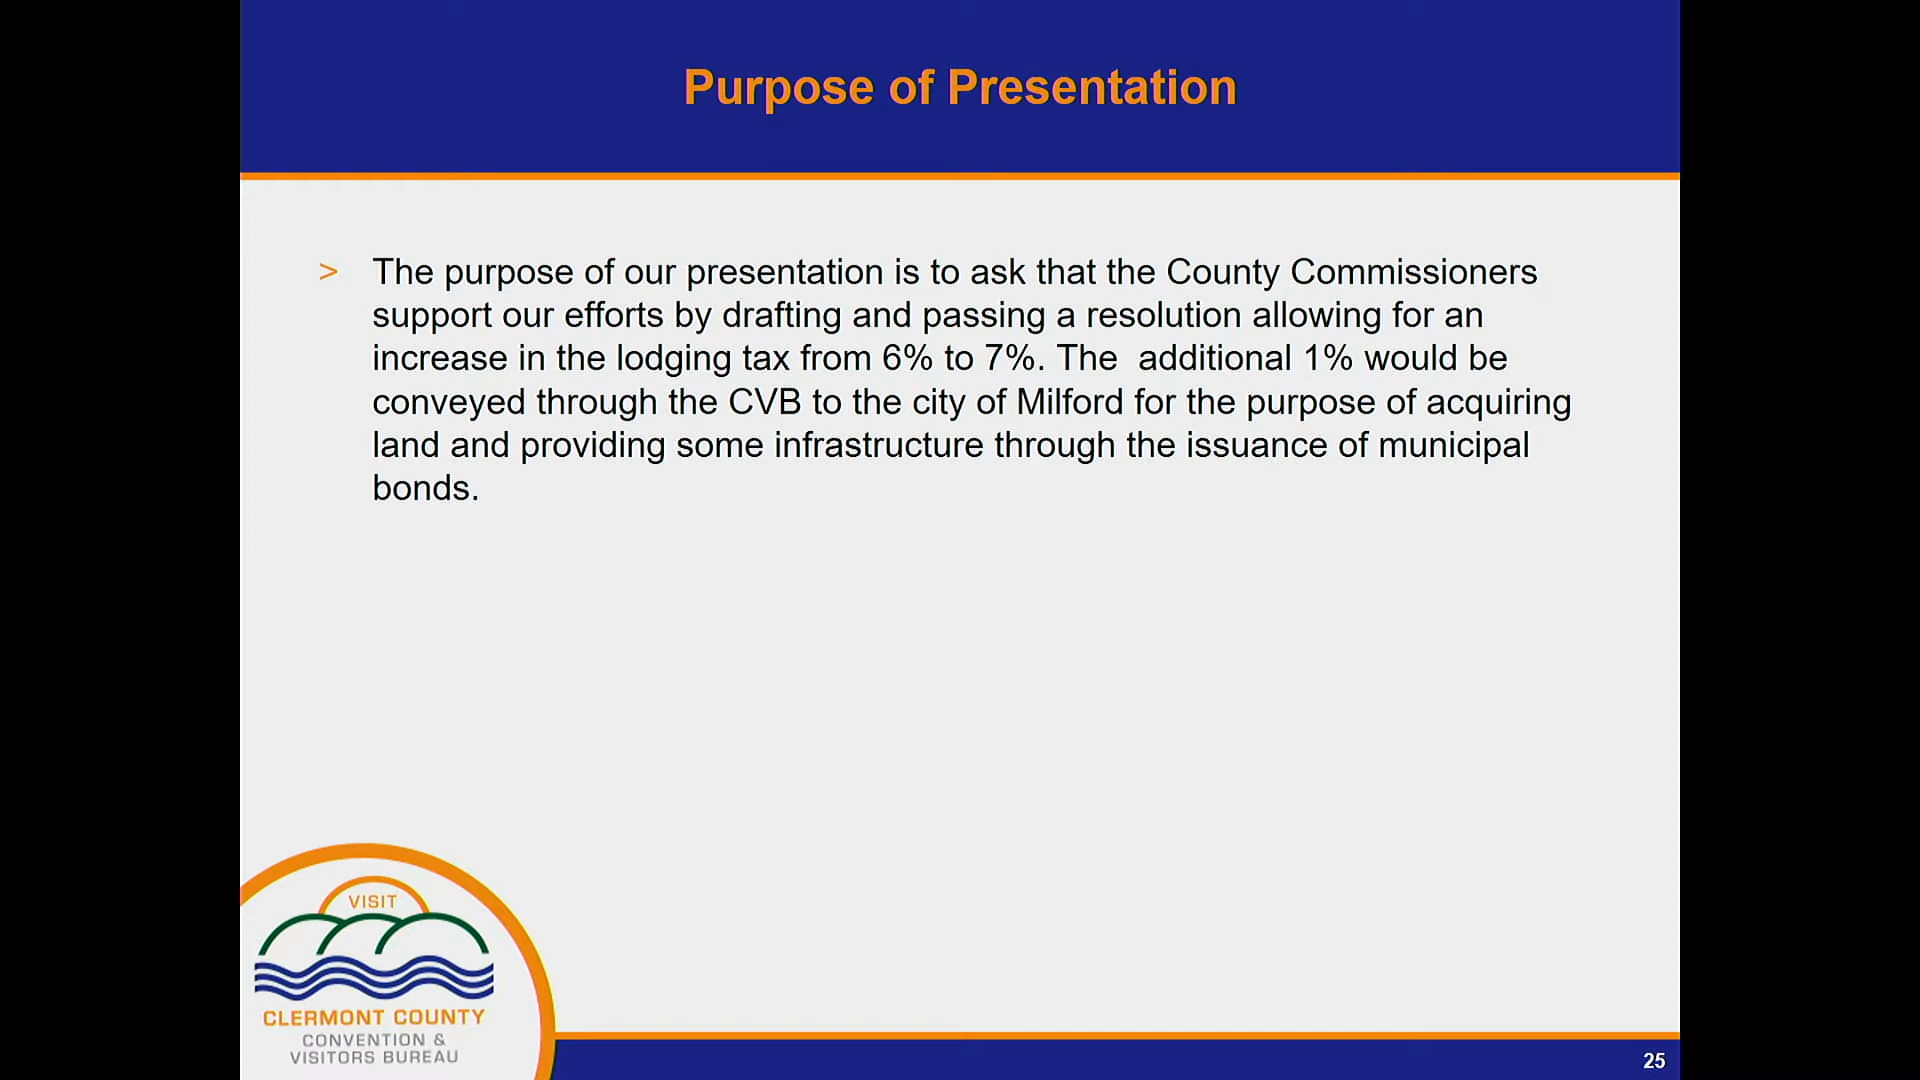 Purpose of Presentation
> The purpose of our presentation is to ask that the County Commissioners
support our efforts by drafting and passing a resolution allowing for an
increase in the lodging tax from 6% to 7%. The  additional 1% would be
conveyed through the CVB to the city of Milford for the purpose of acquiring
land and providing some infrastructure through the issuance of municipal
bonds.
VISIT
CLERMONT COUNTY
CONVENTION &
VISITORS BUREAU
25